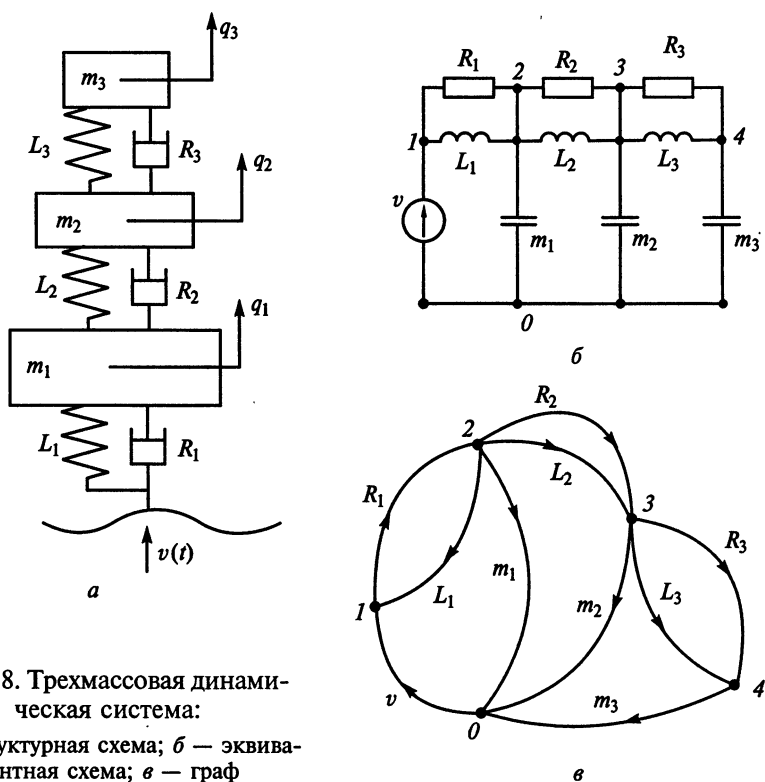 q₃
m₃
L₃
R₃
q₂
m₂
L₂
R₂
q₁
m₁
L₁
R₁
v(t)
а
R₁
2
R₂
3
R₃
1
L₁
L₂
L₃
4
v
m₁
m₂
m₃
0
б
R₂
2
L₂
R₁
3
R₃
m₁
L₁
m₂
L₃
1
v
m₃
4
0
в
8. Трехмассовая динами-
ческая система:
уктурная схема; б — эквива-
нтная схема; в — граф